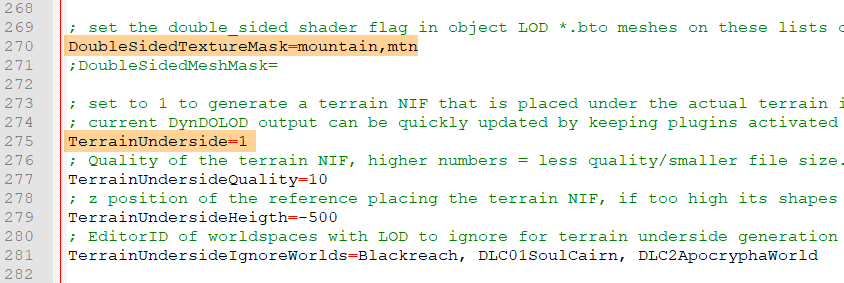 268
269 ; set the double_sided shader flag in object LOD *.bto meshes on these lists
270 DoubleSidedTextureMask=mountain,mtn
271 ;DoubleSidedMeshMask=
272
273 ; set to 1 to generate a terrain NIF that is placed under the actual terrain
274 ; current DynDOLOD output can be quickly updated by keeping plugins activated
275 TerrainUnderside=1
276 ; Quality of the terrain NIF, higher numbers = less quality/smaller file size.
277 TerrainUndersideQuality=10
278 ; z position of the reference placing the terrain NIF, if too high its shapes
279 TerrainUndersideHeigth=-500
280 ; EditorID of worldspaces with LOD to ignore for terrain underside generation
281 TerrainUndersideIgnoreWorlds=Blackreach, DLC01SoulCairn, DLC2ApocryphaWorld
282